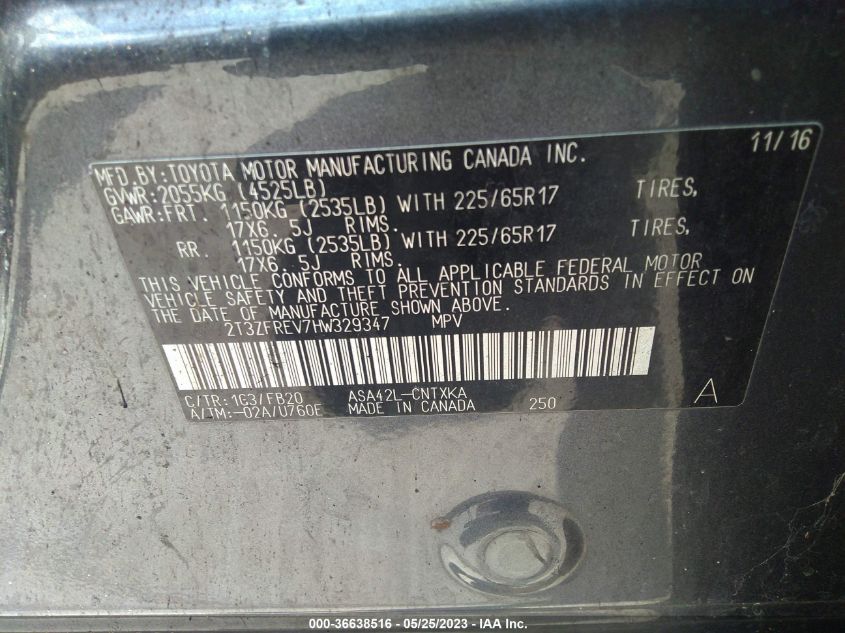 11/16
MFD.BY:TOYOTA MOTOR MANUFACTURING CANADA INC.
GVWR:2055KG (4525LB)
GAWR:FRT. 1150KG (2535LB) WITH 225/65R17 TIRES,
17X6. 5J RIMS.
RR. 1150KG (2535LB) WITH 225/65R17 TIRES,
17X6. 5J RIMS.
THIS VEHICLE CONFORMS TO ALL APPLICABLE FEDERAL MOTOR
VEHICLE SAFETY AND THEFT PREVENTION STANDARDS IN EFFECT ON
THE DATE OF MANUFACTURE SHOWN ABOVE.
2T3ZFREV7HW329347 MPV
C/TR:1G3/FB20 ASA42L-CNTXKA
A/TM:-02A/U760E MADE IN CANADA 250 A
000-36638516 - 05/25/2023 - © IAA Inc.